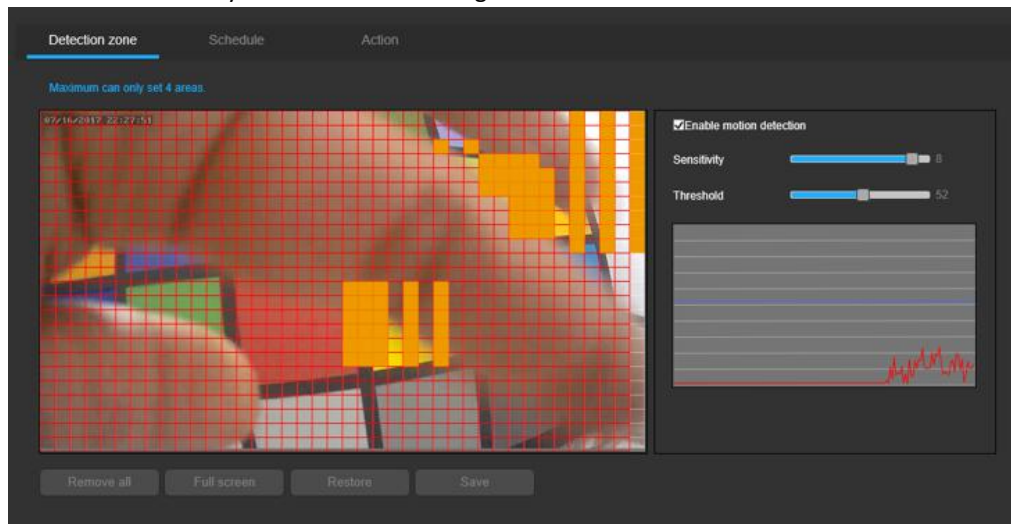 Detection zone Schedule Action
Maximum can only set 4 areas.
07/16/2017 22:27:51
Enable motion detection
Sensitivity 8
Threshold 52
Remove all Full screen Restore Save